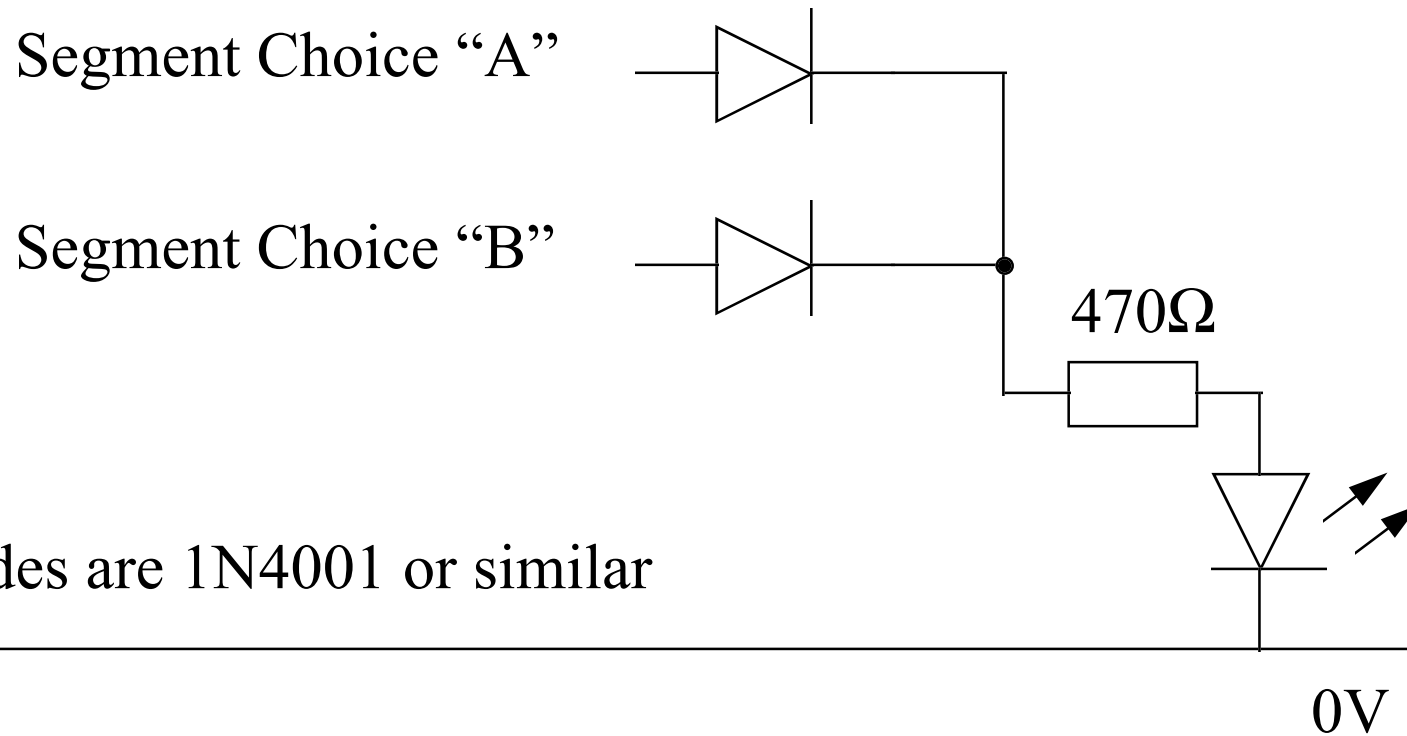 Segment Choice “A”
Segment Choice “B”
470Ω
des are 1N4001 or similar
0V